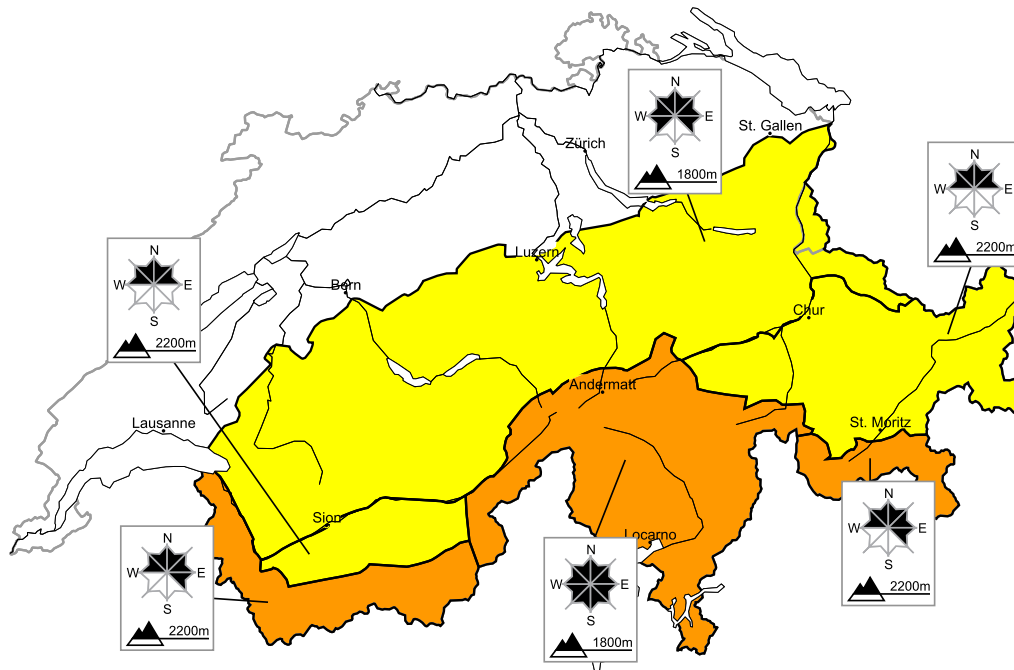 N
W E
S
1800m
St. Gallen
Zürich
N
W E
S
2200m
Luzern
N
W E
S
2200m
Bern
Chur
Andermatt
Lausanne
St. Moritz
N
W E
S
2200m
Sion
Locarno
N
W E
S
2200m
N
W E
S
1800m